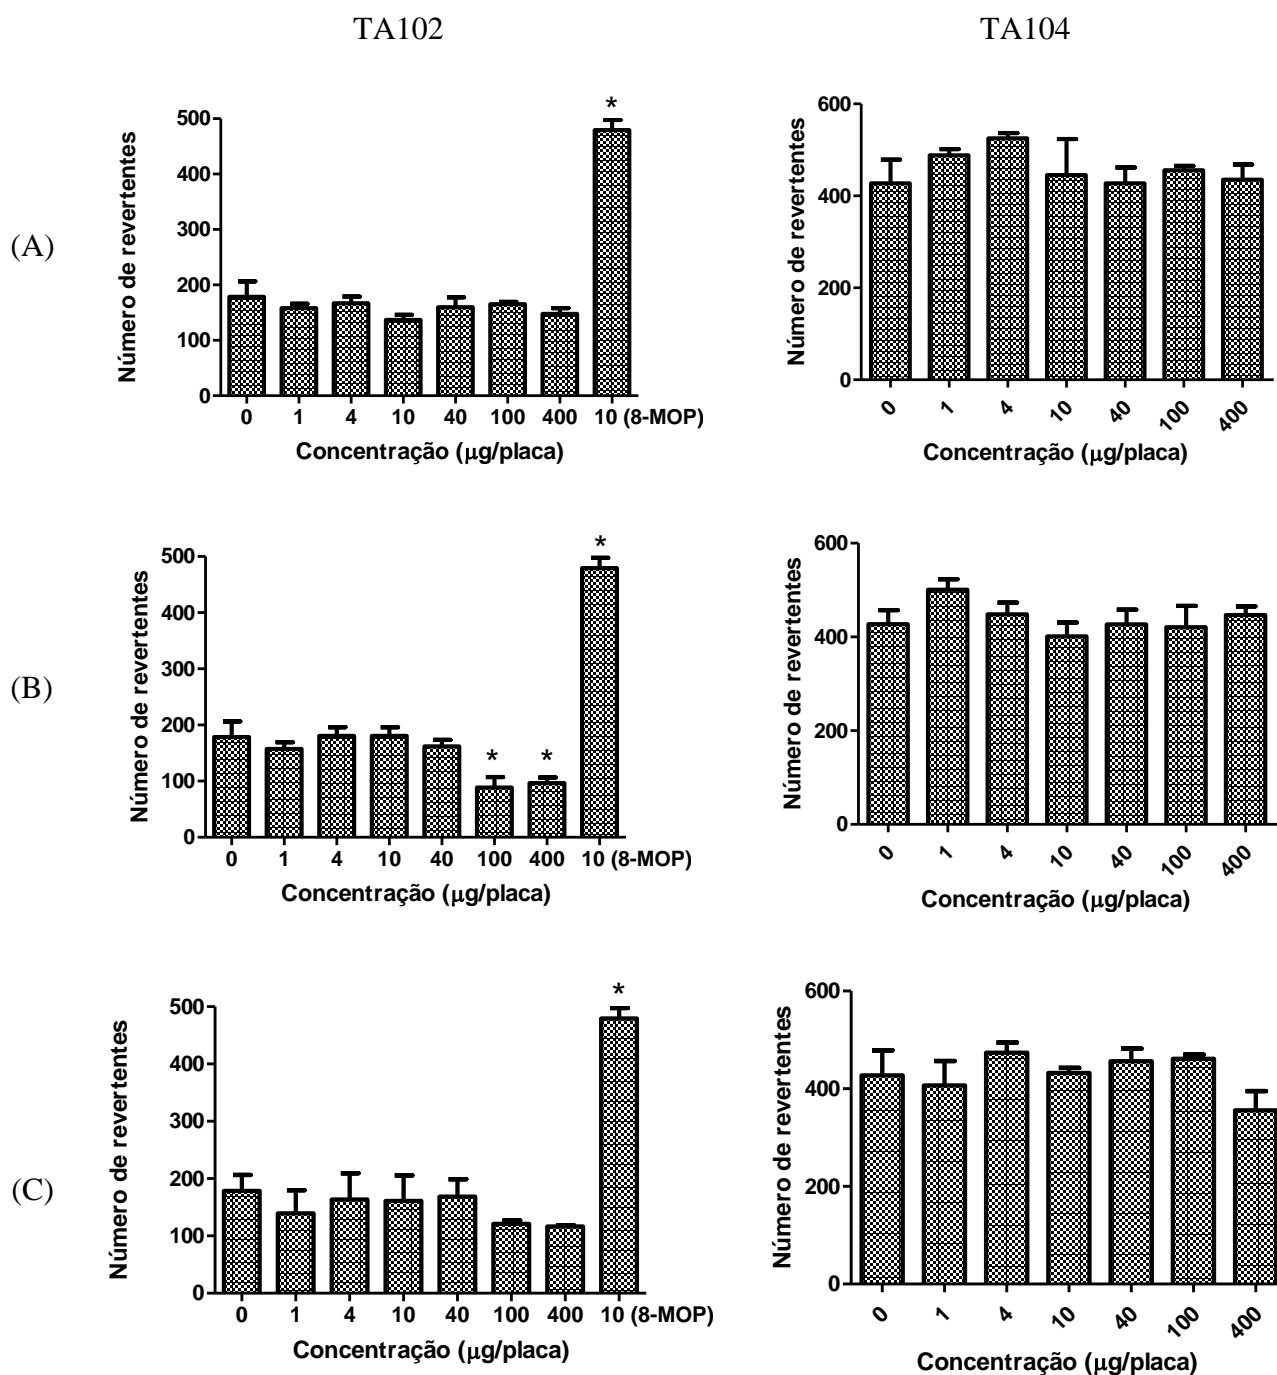 TA102
TA104
(A)
Número de revertentes
500
400
300
200
100
0
*
0 1 4 10 40 100 400 10 (8-MOP)
Concentração (µg/placa)
Número de revertentes
600
400
200
0
0 1 4 10 40 100 400
Concentração (µg/placa)
(B)
Número de revertentes
500
400
300
200
100
0
* * *
0 1 4 10 40 100 400 10 (8-MOP)
Concentração (µg/placa)
Número de revertentes
600
400
200
0
0 1 4 10 40 100 400
Concentração (µg/placa)
(C)
Número de revertentes
500
400
300
200
100
0
*
0 1 4 10 40 100 400 10 (8-MOP)
Concentração (µg/placa)
Número de revertentes
600
400
200
0
0 1 4 10 40 100 400
Concentração (µg/placa)